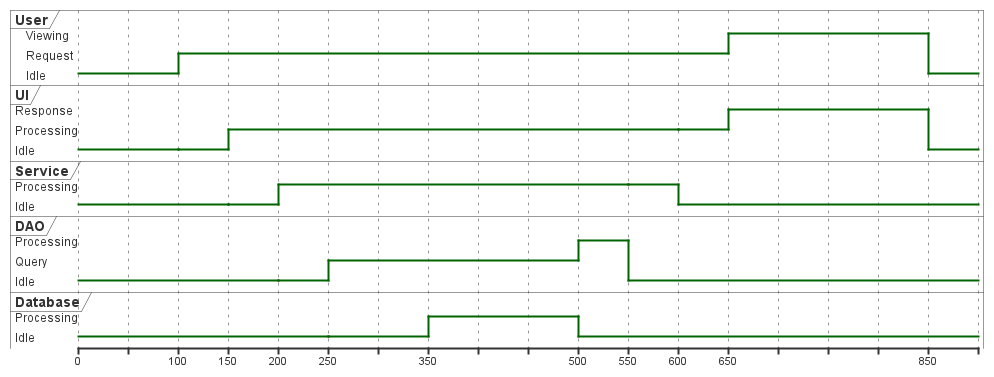 User
Viewing
Request
Idle
UI
Response
Processing
Idle
Service
Processing
Idle
DAO
Processing
Query
Idle
Database
Processing
Idle
0 100 150 200 250 350 500 550 600 650 850